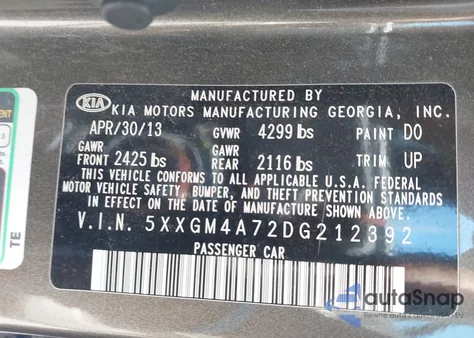 MANUFACTURED BY
KIA
KIA MOTORS MANUFACTURING GEORGIA, INC.
APR/30/13 GVWR 4299 lbs PAINT D0
GAWR GAWR
FRONT 2425 lbs REAR 2116 lbs TRIM UP
THIS VEHICLE CONFORMS TO ALL APPLICABLE U.S.A. FEDERAL
MOTOR VEHICLE SAFETY, BUMPER, AND THEFT PREVENTION STANDARDS
IN EFFECT ON THE DATE OF MANUFACTURE SHOWN ABOVE.
V.I.N. 5XXGM4A72DG212392
PASSENGER CAR
TE
autoSnap